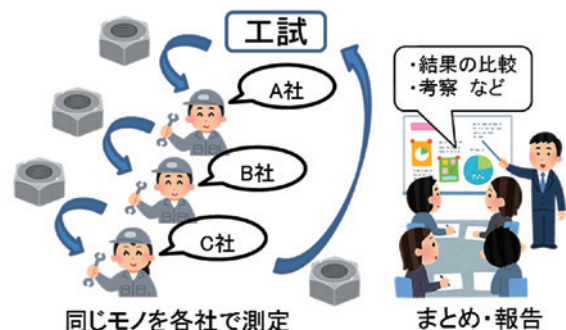 工試
A社
B社
C社
同じモノを各社で測定
・結果の比較
・考察 など
まとめ・報告